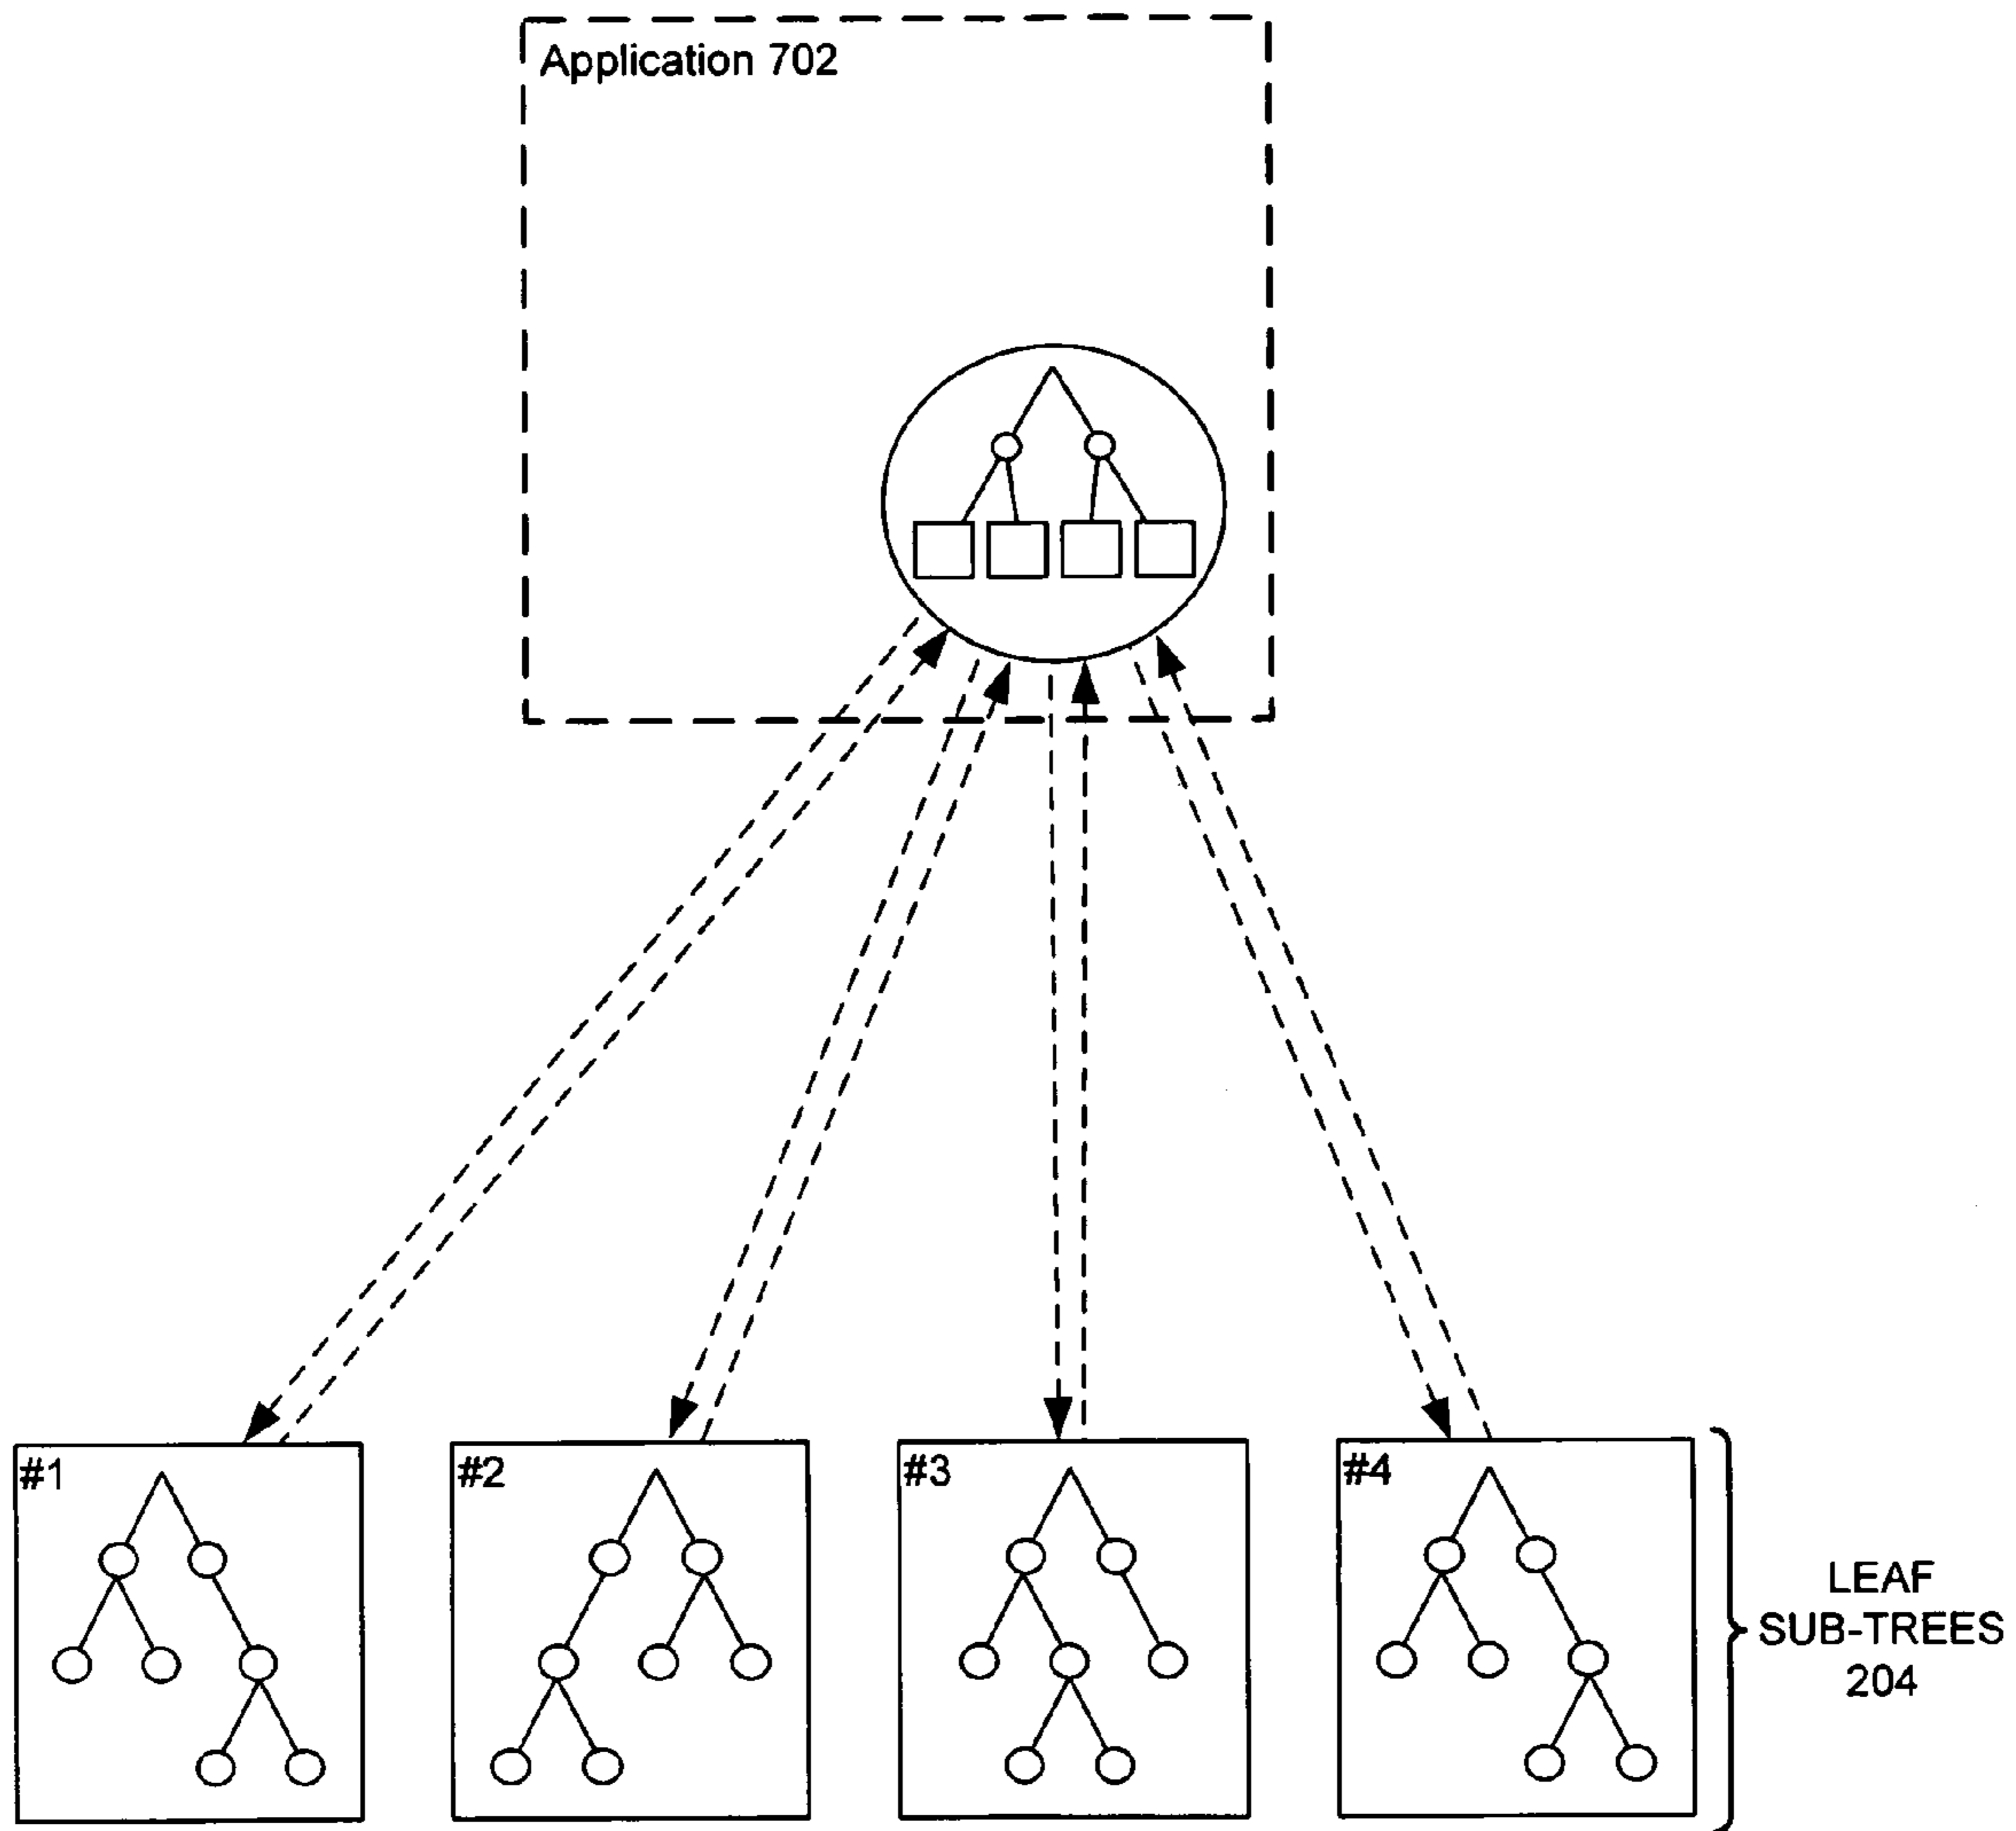 Application 702
#1
#2
#3
#4
LEAF
SUB-TREES
204